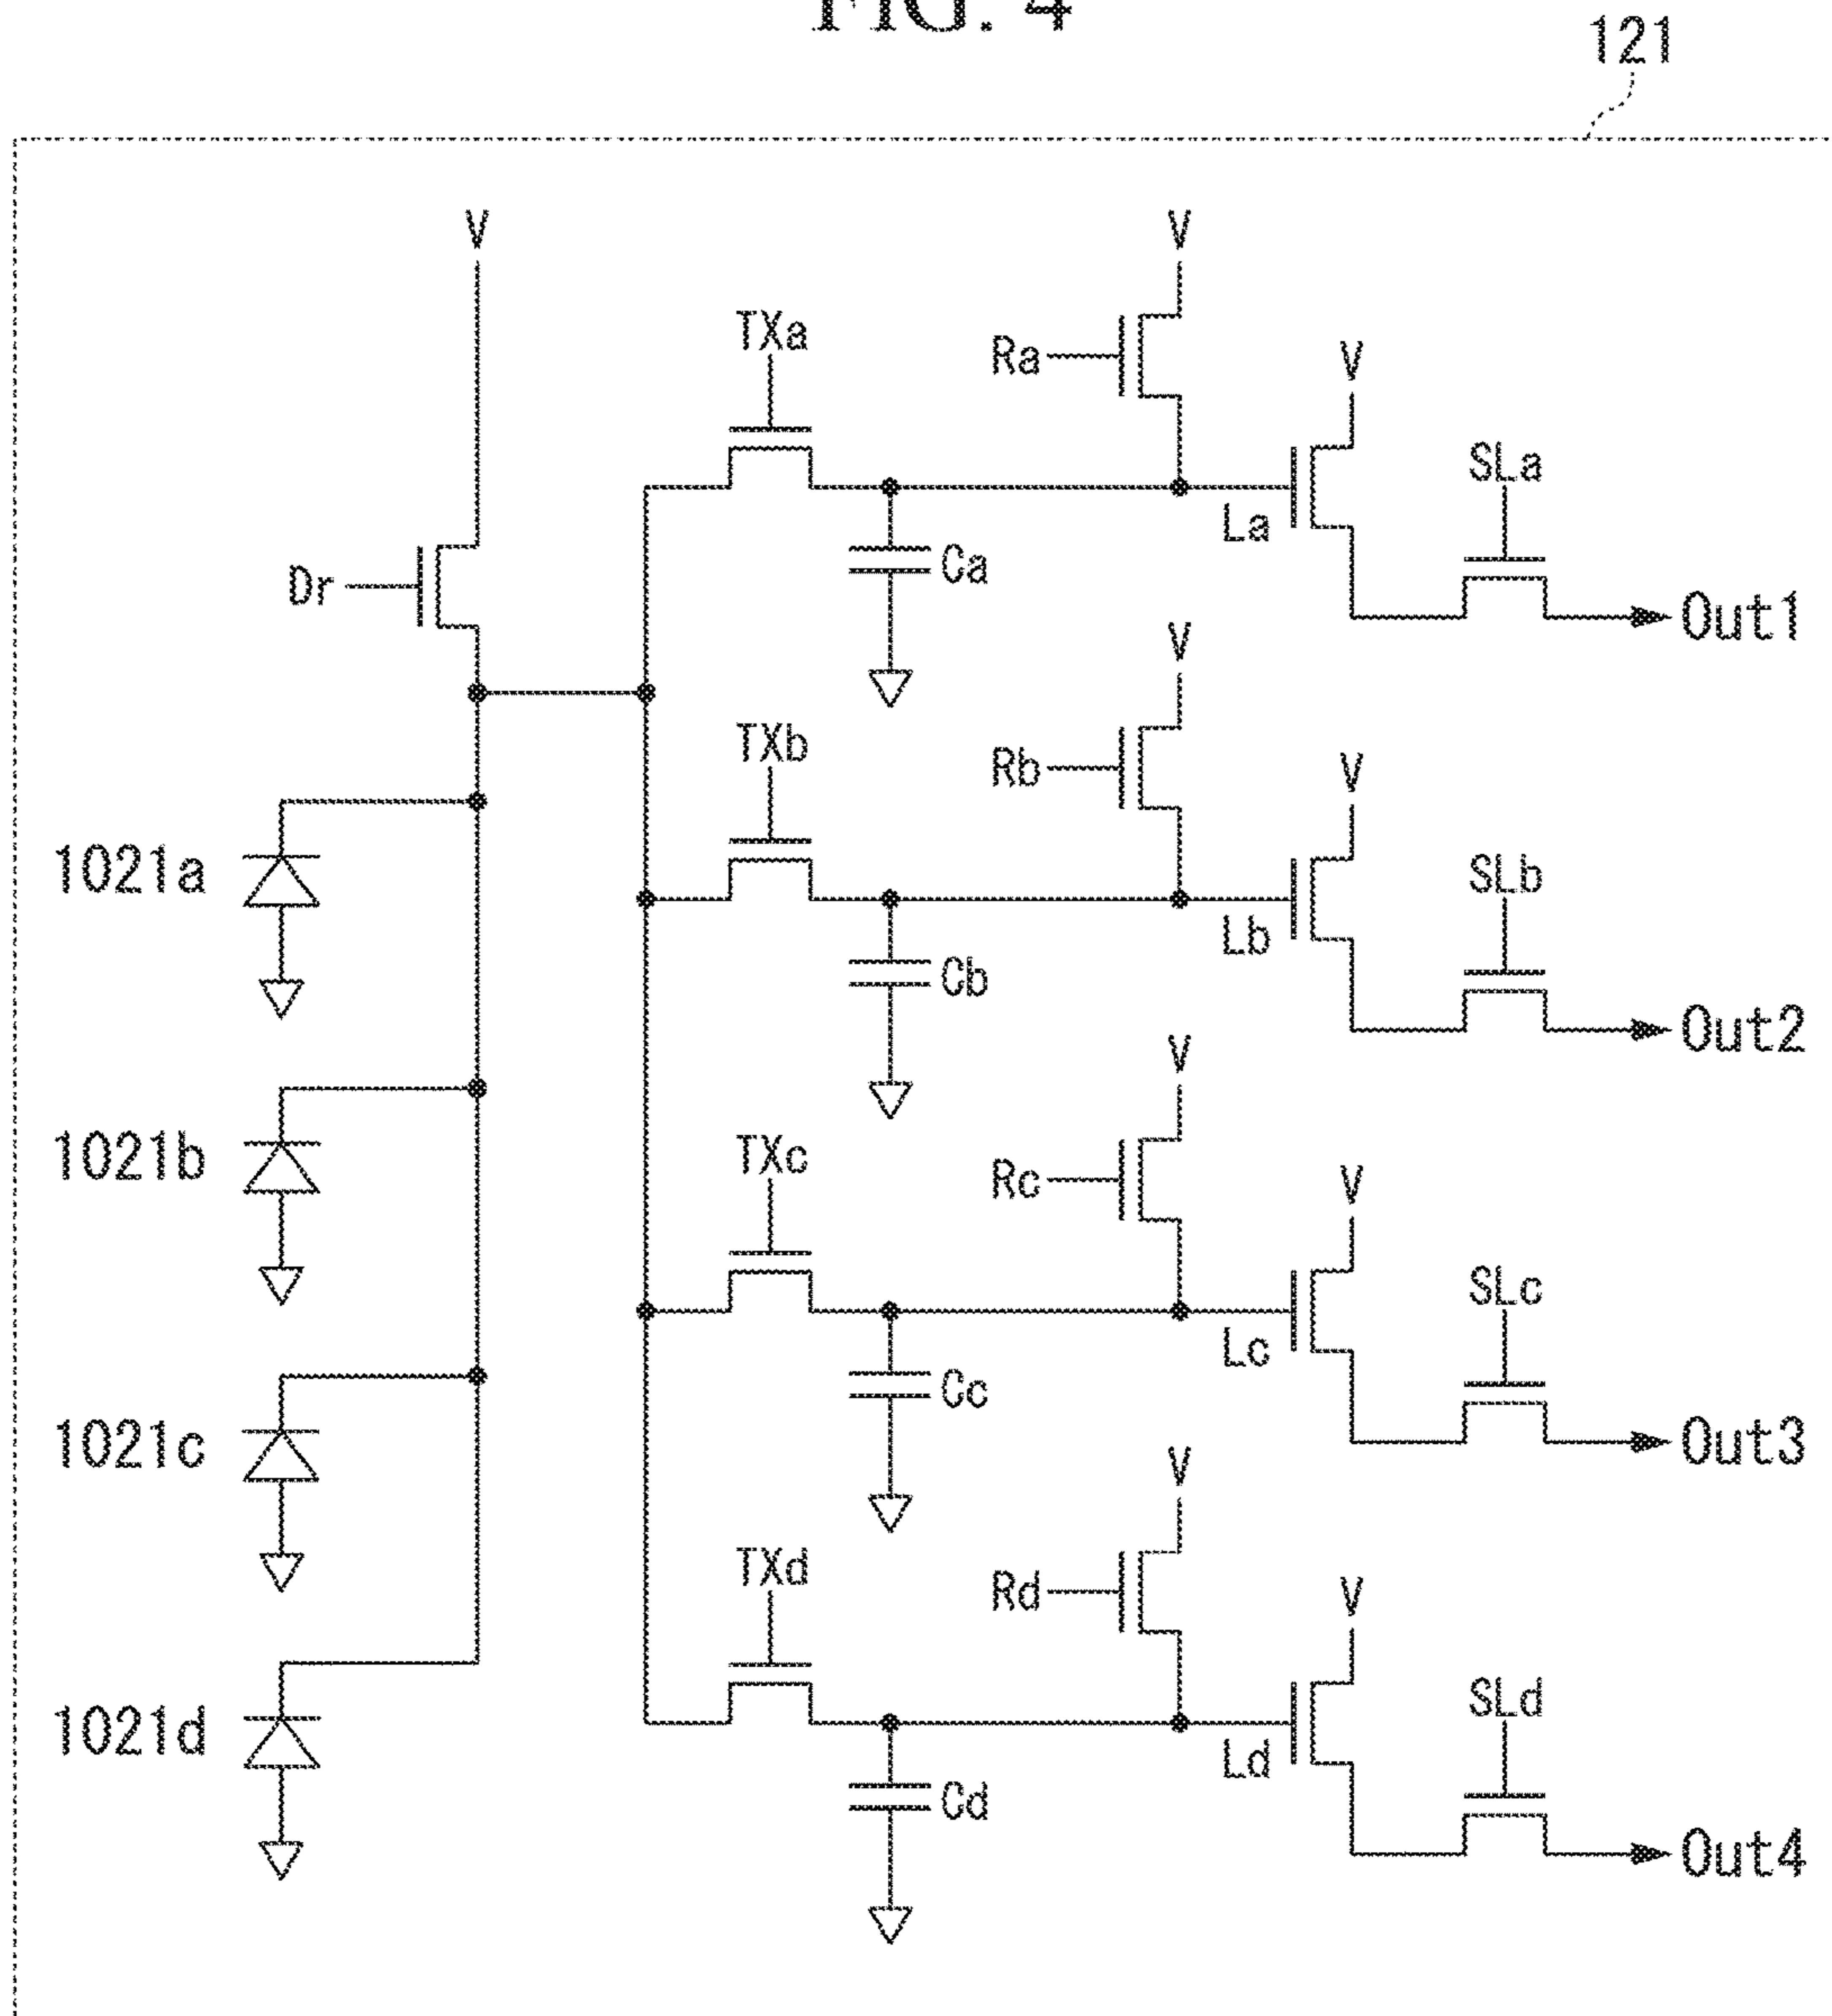 FIG. 4
121
V
V
TXa
Ra
V
SLa
La
Ca
Dr
Out1
V
TXb
Rb
V
1021a
SLb
Lb
Cb
Out2
V
1021b
TXc
Rc
V
SLc
Lc
Cc
1021c
Out3
V
TXd
Rd
V
SLd
1021d
Ld
Cd
Out4